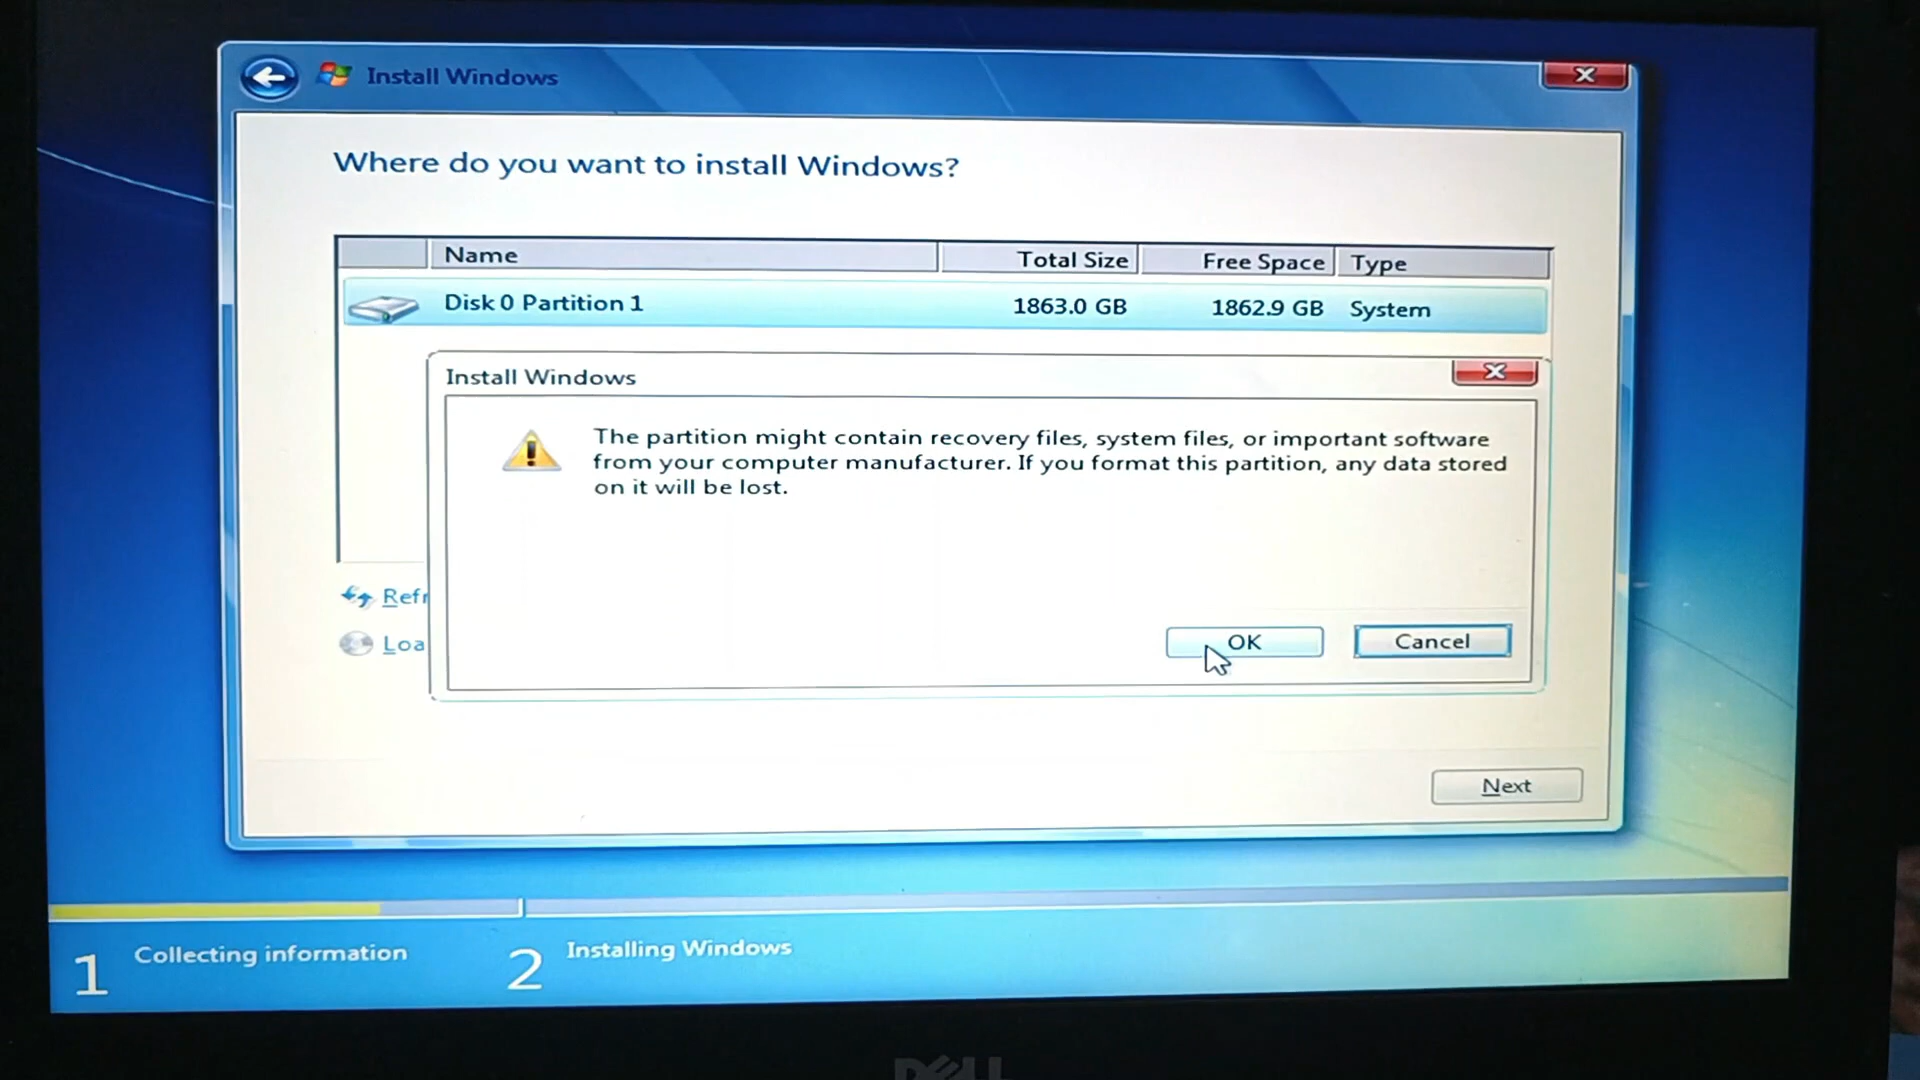 Install Windows
Where do you want to install Windows?
Name Total Size Free Space Type
Disk 0 Partition 1 1863.0 GB 1862.9 GB System
Install Windows
The partition might contain recovery files, system files, or important software
from your computer manufacturer. If you format this partition, any data stored
on it will be lost.
Refr
OK Cancel
Loa
Next
1 Collecting information 2 Installing Windows
DELL